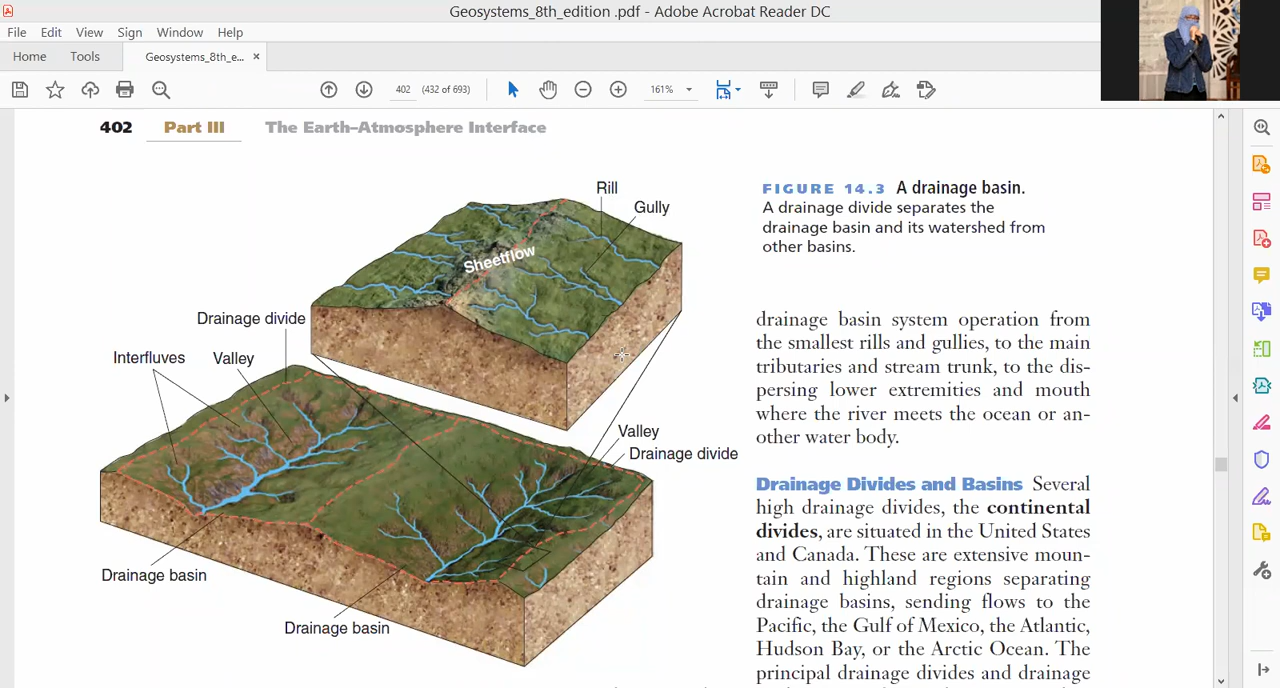 Geosystems_8th_edition .pdf - Adobe Acrobat Reader DC
File Edit View Sign Window Help
Home Tools Geosystems_8th_e... ×
402 (432 of 693) 161%
402 Part III The Earth–Atmosphere Interface
Rill
Gully
Sheetflow
Drainage divide
Interfluves Valley
Valley
Drainage divide
Drainage basin
Drainage basin
FIGURE 14.3 A drainage basin.
A drainage divide separates the
drainage basin and its watershed from
other basins.
drainage basin system operation from
the smallest rills and gullies, to the main
tributaries and stream trunk, to the dis-
persing lower extremities and mouth
where the river meets the ocean or an-
other water body.
Drainage Divides and Basins Several
high drainage divides, the continental
divides, are situated in the United States
and Canada. These are extensive moun-
tain and highland regions separating
drainage basins, sending flows to the
Pacific, the Gulf of Mexico, the Atlantic,
Hudson Bay, or the Arctic Ocean. The
principal drainage divides and drainage